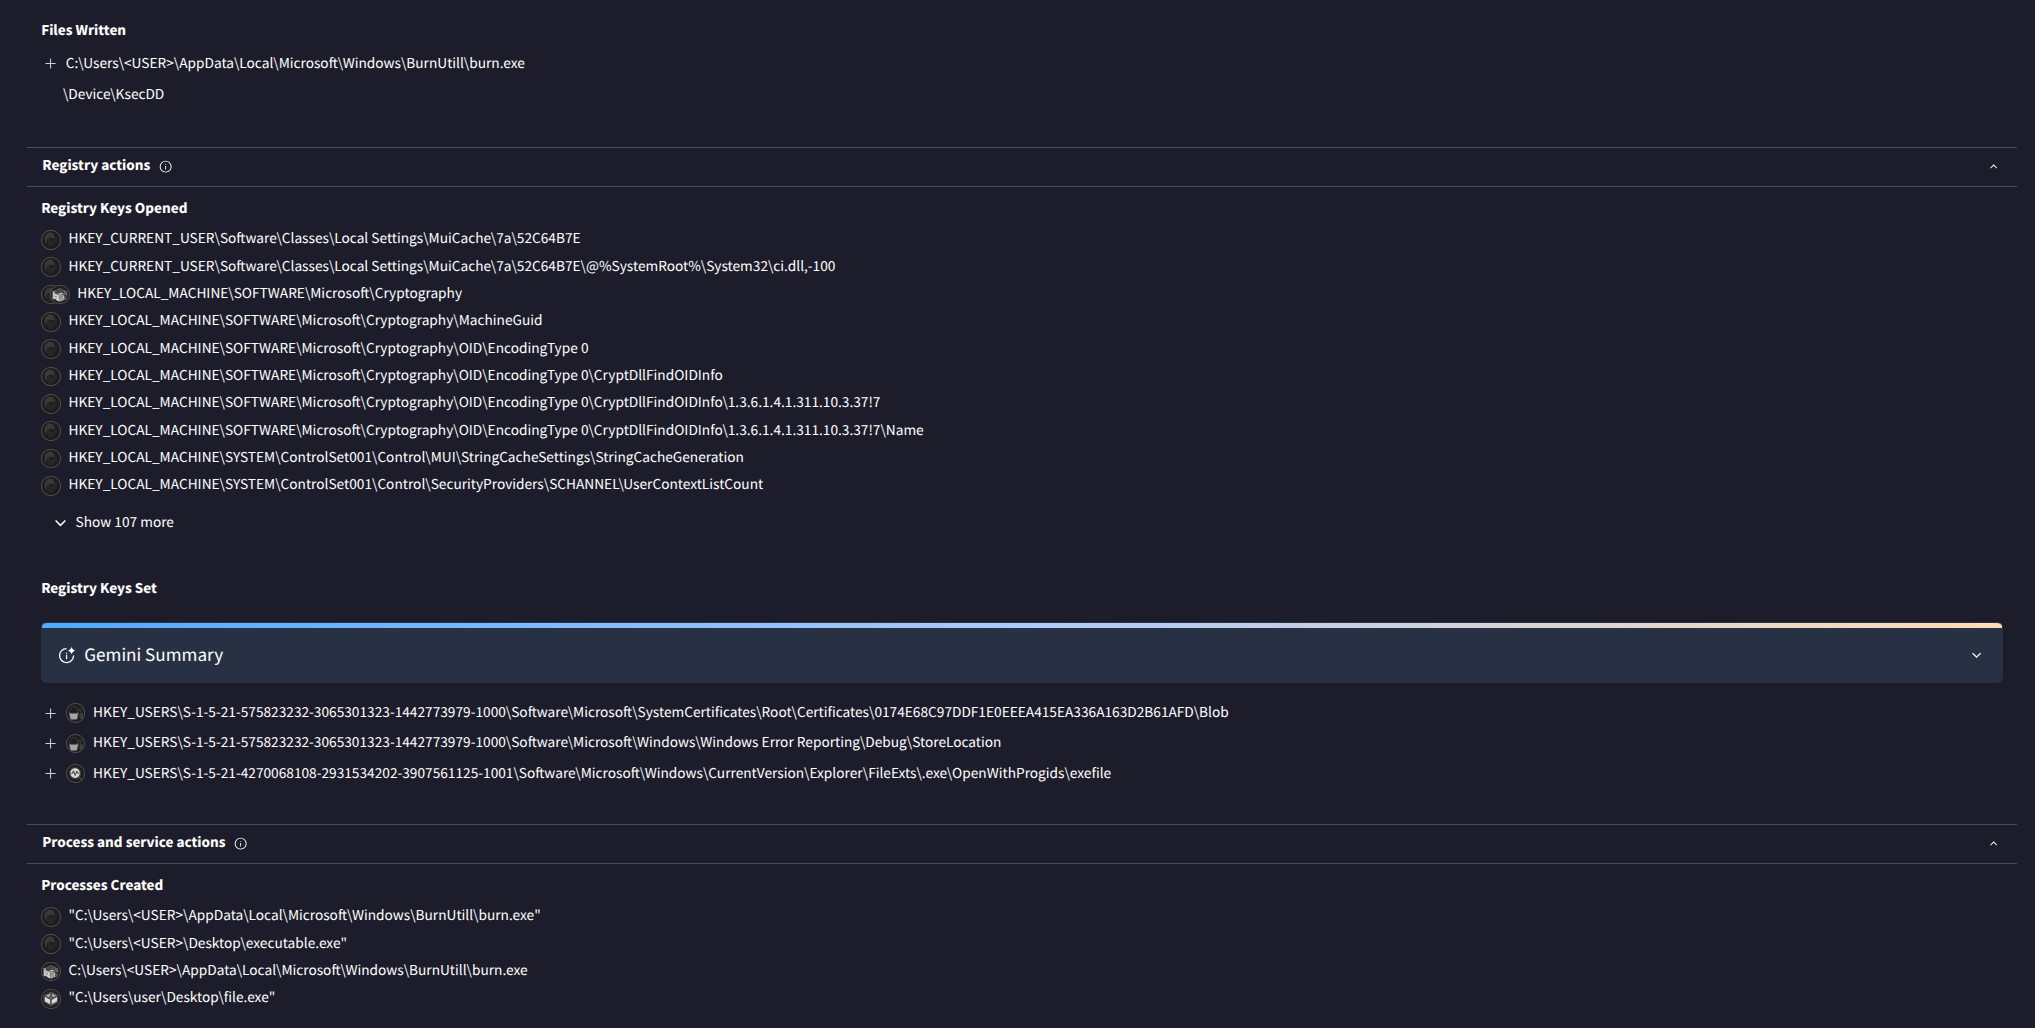 Files Written
C:\Users\<USER>\AppData\Local\Microsoft\Windows\BurnUtill\burn.exe
\Device\KsecDD
Registry actions
Registry Keys Opened
HKEY_CURRENT_USER\Software\Classes\Local Settings\MuiCache\7a\52C64B7E
HKEY_CURRENT_USER\Software\Classes\Local Settings\MuiCache\7a\52C64B7E\@%SystemRoot%\System32\ci.dll,-100
HKEY_LOCAL_MACHINE\SOFTWARE\Microsoft\Cryptography
HKEY_LOCAL_MACHINE\SOFTWARE\Microsoft\Cryptography\MachineGuid
HKEY_LOCAL_MACHINE\SOFTWARE\Microsoft\Cryptography\OID\EncodingType 0
HKEY_LOCAL_MACHINE\SOFTWARE\Microsoft\Cryptography\OID\EncodingType 0\CryptDllFindOIDInfo
HKEY_LOCAL_MACHINE\SOFTWARE\Microsoft\Cryptography\OID\EncodingType 0\CryptDllFindOIDInfo\1.3.6.1.4.1.311.10.3.37!7
HKEY_LOCAL_MACHINE\SOFTWARE\Microsoft\Cryptography\OID\EncodingType 0\CryptDllFindOIDInfo\1.3.6.1.4.1.311.10.3.37!7\Name
HKEY_LOCAL_MACHINE\SYSTEM\ControlSet001\Control\MUI\StringCacheSettings\StringCacheGeneration
HKEY_LOCAL_MACHINE\SYSTEM\ControlSet001\Control\SecurityProviders\SCHANNEL\UserContextListCount
Show 107 more
Registry Keys Set
Gemini Summary
HKEY_USERS\S-1-5-21-575823232-3065301323-1442773979-1000\Software\Microsoft\SystemCertificates\Root\Certificates\0174E68C97DDF1E0EEEA415EA336A163D2B61AFD\Blob
HKEY_USERS\S-1-5-21-575823232-3065301323-1442773979-1000\Software\Microsoft\Windows\Windows Error Reporting\Debug\StoreLocation
HKEY_USERS\S-1-5-21-4270068108-2931534202-3907561125-1001\Software\Microsoft\Windows\CurrentVersion\Explorer\FileExts\.exe\OpenWithProgids\exefile
Process and service actions
Processes Created
"C:\Users\<USER>\AppData\Local\Microsoft\Windows\BurnUtill\burn.exe"
"C:\Users\<USER>\Desktop\executable.exe"
C:\Users\<USER>\AppData\Local\Microsoft\Windows\BurnUtill\burn.exe
"C:\Users\user\Desktop\file.exe"